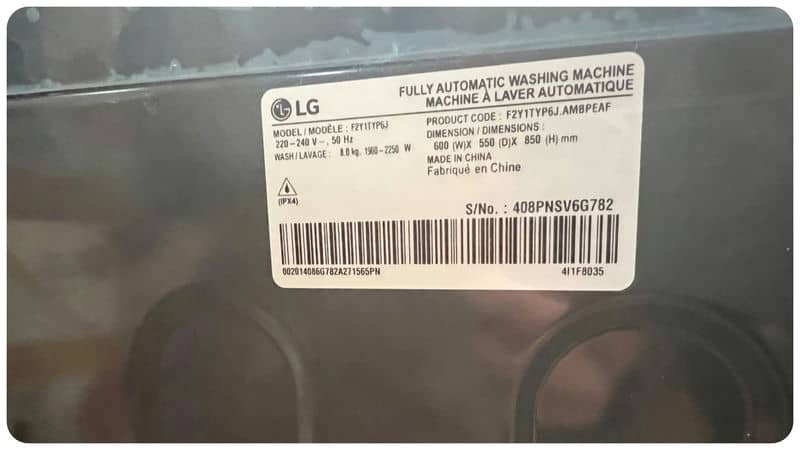 LG
FULLY AUTOMATIC WASHING MACHINE
MACHINE À LAVER AUTOMATIQUE
MODEL / MODÈLE : F2Y1TYP6J
220-240 V~, 50 Hz
WASH / LAVAGE : 8.0 kg, 1960-2250 W
PRODUCT CODE : F2Y1TYP6J.AMBPEAF
DIMENSION / DIMENSIONS :
600 (W)X 550 (D)X 850 (H) mm
MADE IN CHINA
Fabriqué en Chine
(IPX4)
S/No. : 408PNSV6G782
002014086G782A271565PN
411F8035